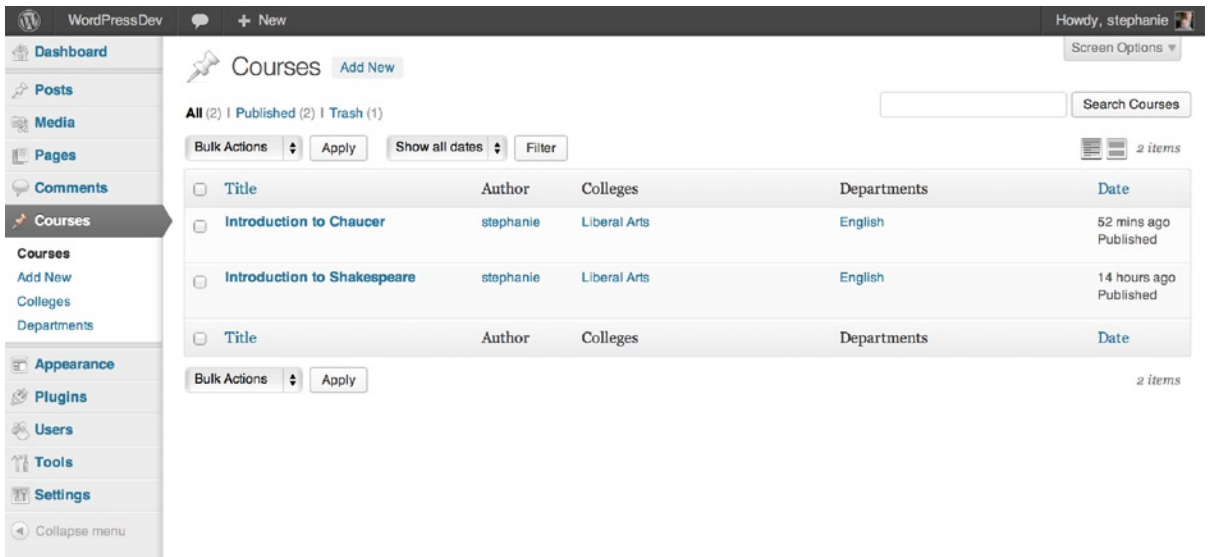 WordPressDev + New Howdy, stephanie
Dashboard
Posts
Media
Pages
Comments
Courses
Courses
Add New
Colleges
Departments
Appearance
Plugins
Users
Tools
Settings
Collapse menu
Screen Options ▼
Courses Add New
All (2) | Published (2) | Trash (1)
Search Courses
Bulk Actions Apply Show all dates Filter 2 items
Title Author Colleges Departments Date
Introduction to Chaucer stephanie Liberal Arts English 52 mins ago
Published
Introduction to Shakespeare stephanie Liberal Arts English 14 hours ago
Published
Title Author Colleges Departments Date
Bulk Actions Apply 2 items